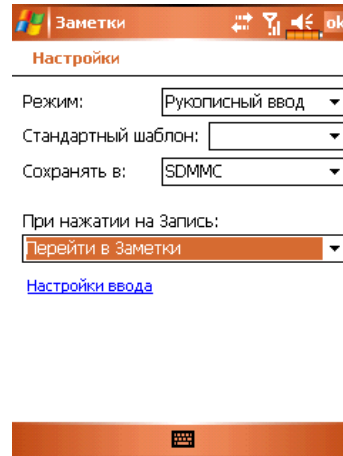 Заметки ok
Настройки
Режим: Рукописный ввод
Стандартный шаблон:
Сохранять в: SDMMC
При нажатии на Запись:
Перейти в Заметки
Настройки ввода